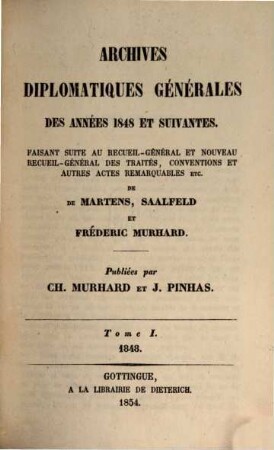 ARCHIVES
DIPLOMATIQUES GÉNÉRALES
DES ANNÉES 1848 ET SUIVANTES.
FAISANT SUITE AU RECUEIL-GÉNÉRAL ET NOUVEAU
RECUEIL-GÉNÉRAL DES TRAITÉS, CONVENTIONS ET
AUTRES ACTES REMARQUABLES ETC.
DE
DE MARTENS, SAALFELD
ET
FRÉDERIC MURHARD.
Publiées par
CH. MURHARD ET J. PINHAS.
Tome I.
1848.
GOTTINGUE,
A LA LIBRAIRIE DE DIETERICH.
1854.